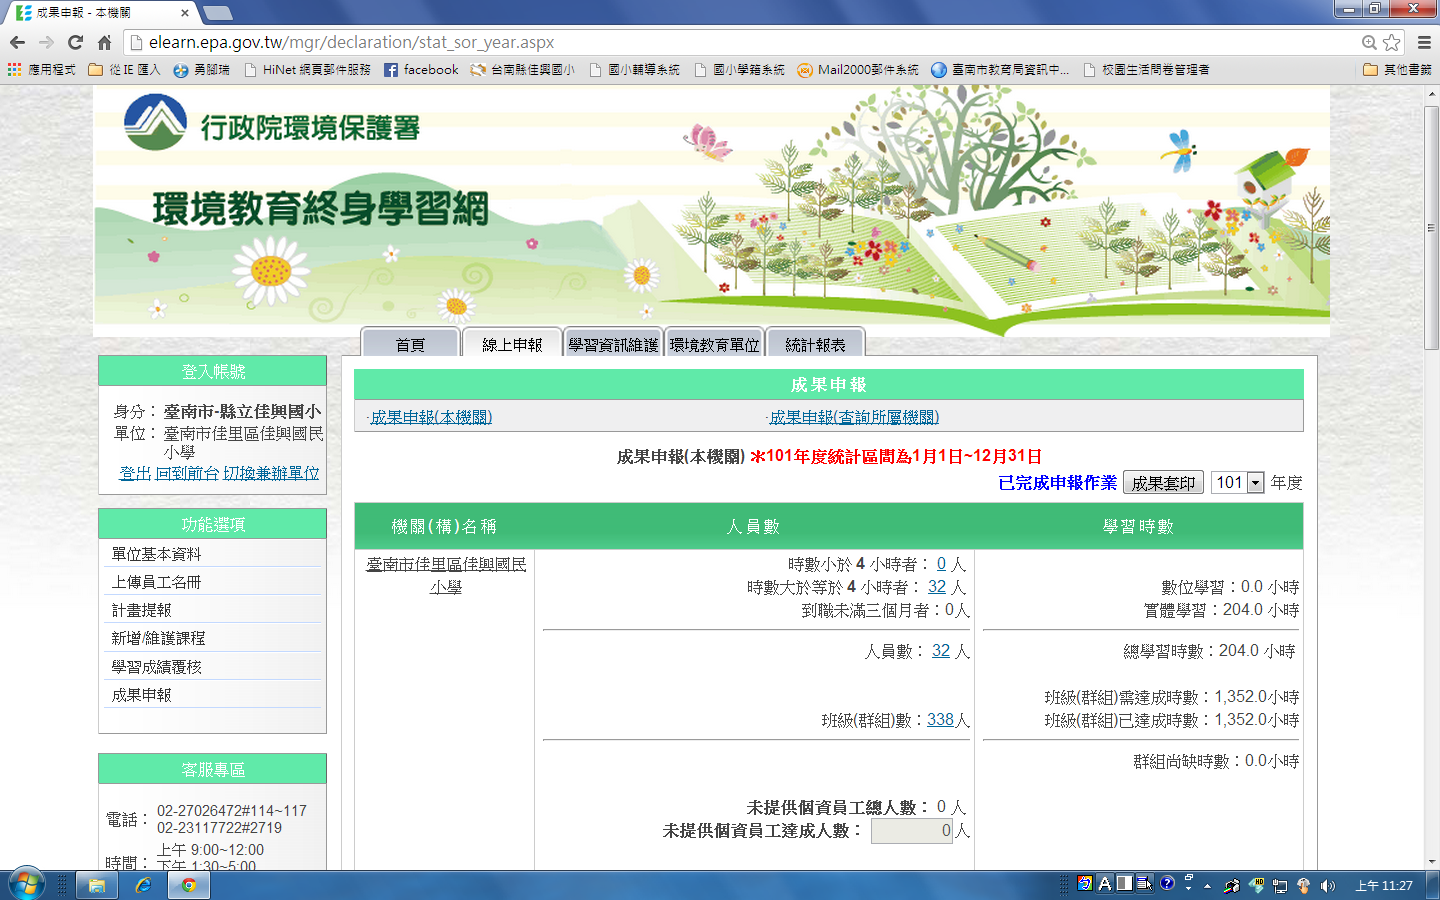 成果申報 - 本機關
elearn.epa.gov.tw/mgr/declaration/stat_sor_year.aspx
應用程式 從 IE 匯入 勇腳瑞 HiNet 網頁郵件服務 facebook 台南縣佳興國小 國小輔導系統 國小學籍系統 Mail2000郵件系統 臺南市教育局資訊中... 校園生活問卷管理者 其他書籤
行政院環境保護署
環境教育終身學習網
首頁 線上申報 學習資訊維護 環境教育單位 統計報表
登入帳號
身分： 臺南市-縣立佳興國小
單位： 臺南市佳里區佳興國民
小學
登出 回到前台 切換兼辦單位
功能選項
單位基本資料
上傳員工名冊
計畫提報
新增/維護課程
學習成績覆核
成果申報
客服專區
電話： 02-27026472#114~117
02-23117722#2719
時間： 上午 9:00~12:00
下午 1:30~5:00
成果申報
·成果申報(本機關) ·成果申報(查詢所屬機關)
成果申報(本機關) ※101年度統計區間為1月1日~12月31日
已完成申報作業 成果套印 101 年度
機關(構)名稱 人員數 學習時數
臺南市佳里區佳興國民
小學
時數小於 4 小時者： 0 人
時數大於等於 4 小時者： 32 人 數位學習：0.0 小時
到職未滿三個月者：0人 實體學習：204.0 小時
人員數： 32 人 總學習時數：204.0 小時
班級(群組)需達成時數：1,352.0小時
班級(群組)數：338人 班級(群組)已達成時數：1,352.0小時
群組尚缺時數：0.0小時
未提供個資員工總人數： 0 人
未提供個資員工達成人數： 0人
上午 11:27